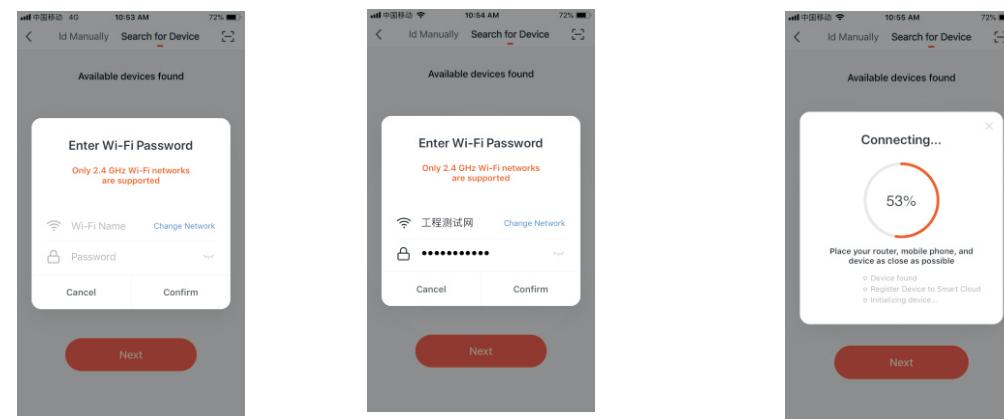 中国移动 4G 10:53 AM 72%
ld Manually Search for Device
Available devices found
Enter Wi-Fi Password
Only 2.4 GHz Wi-Fi networks
are supported
Wi-Fi Name Change Network
Password
Cancel Confirm
Next
中国移动 10:54 AM 72%
ld Manually Search for Device
Available devices found
Enter Wi-Fi Password
Only 2.4 GHz Wi-Fi networks
are supported
工程测试网 Change Network
●●●●●●●●●●●
Cancel Confirm
Next
中国移动 10:55 AM 72%
ld Manually Search for Device
Available devices found
Connecting...
53%
Place your router, mobile phone, and
device as close as possible
Device found
Register Device to Smart Cloud
Initializing device...
Next